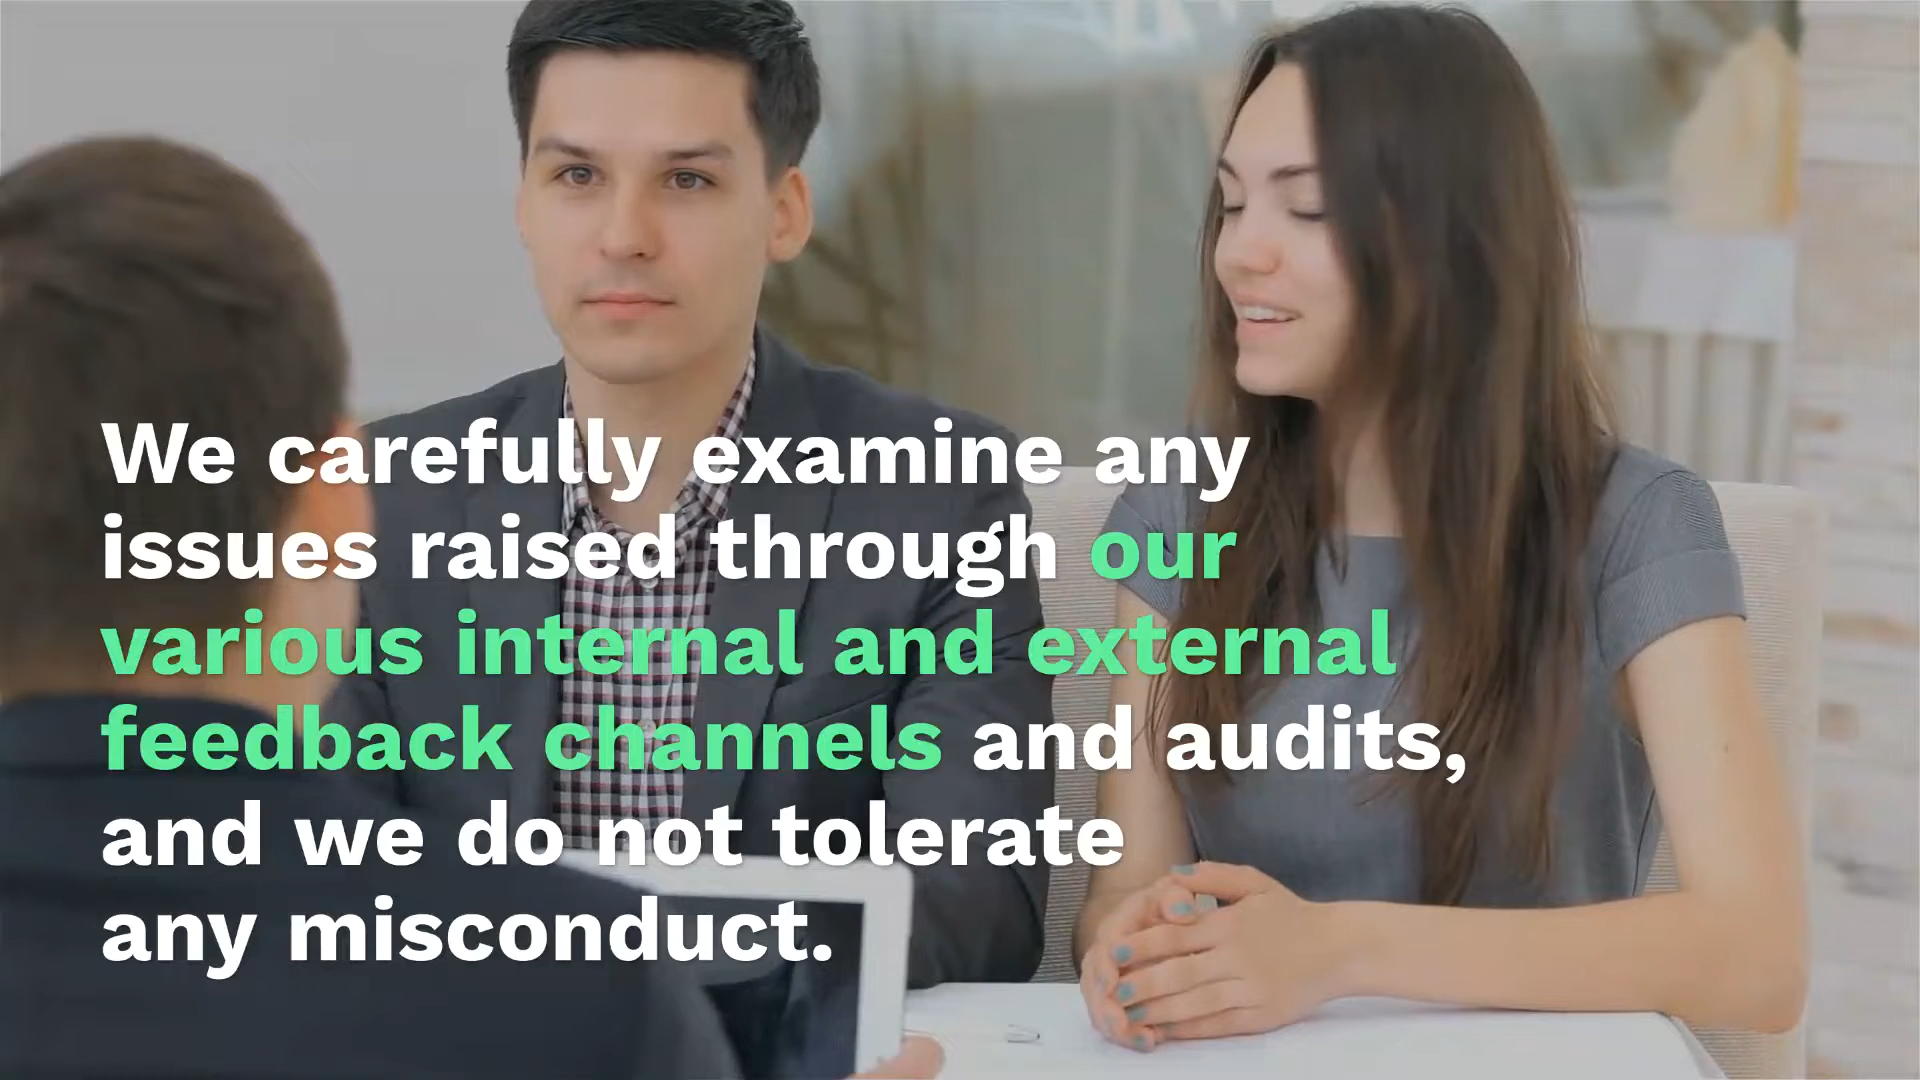 We carefully examine any
issues raised through our
various internal and external
feedback channels and audits,
and we do not tolerate
any misconduct.